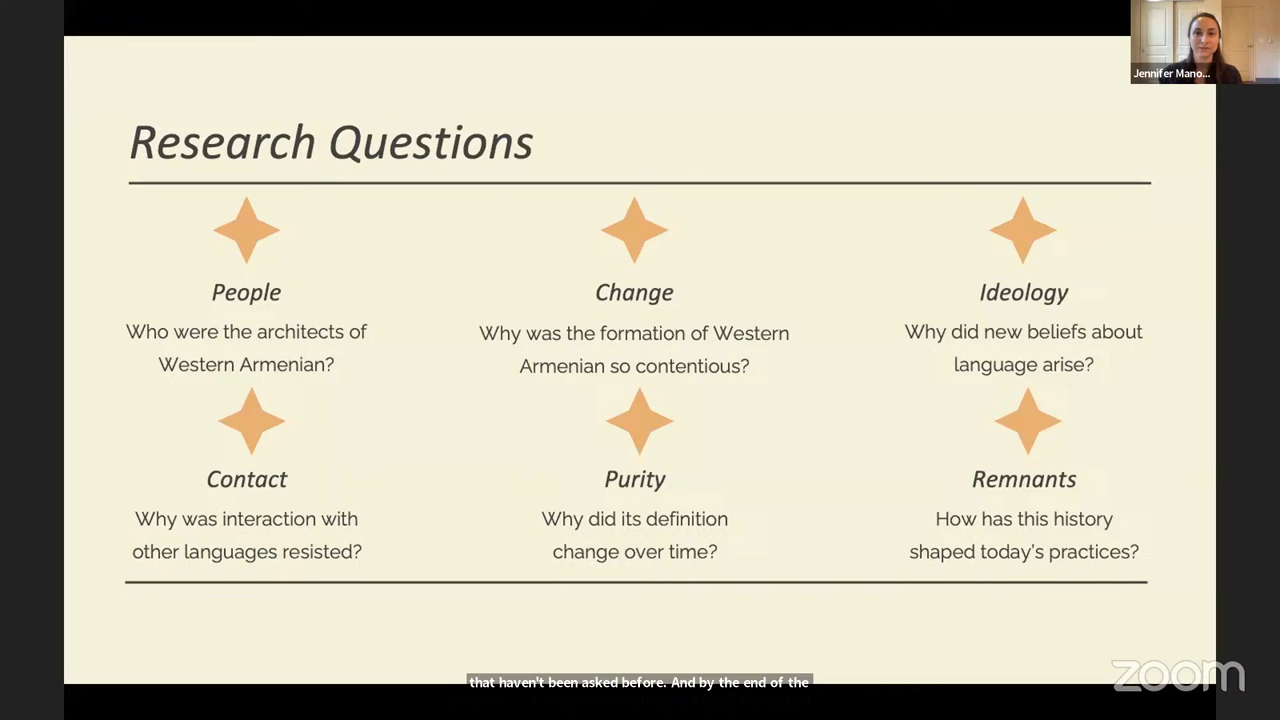 Jennifer Mano...
Research Questions
People
Who were the architects of
Western Armenian?
Change
Why was the formation of Western
Armenian so contentious?
Ideology
Why did new beliefs about
language arise?
Contact
Why was interaction with
other languages resisted?
Purity
Why did its definition
change over time?
Remnants
How has this history
shaped today's practices?
that haven't been asked before. And by the end of the
zoom